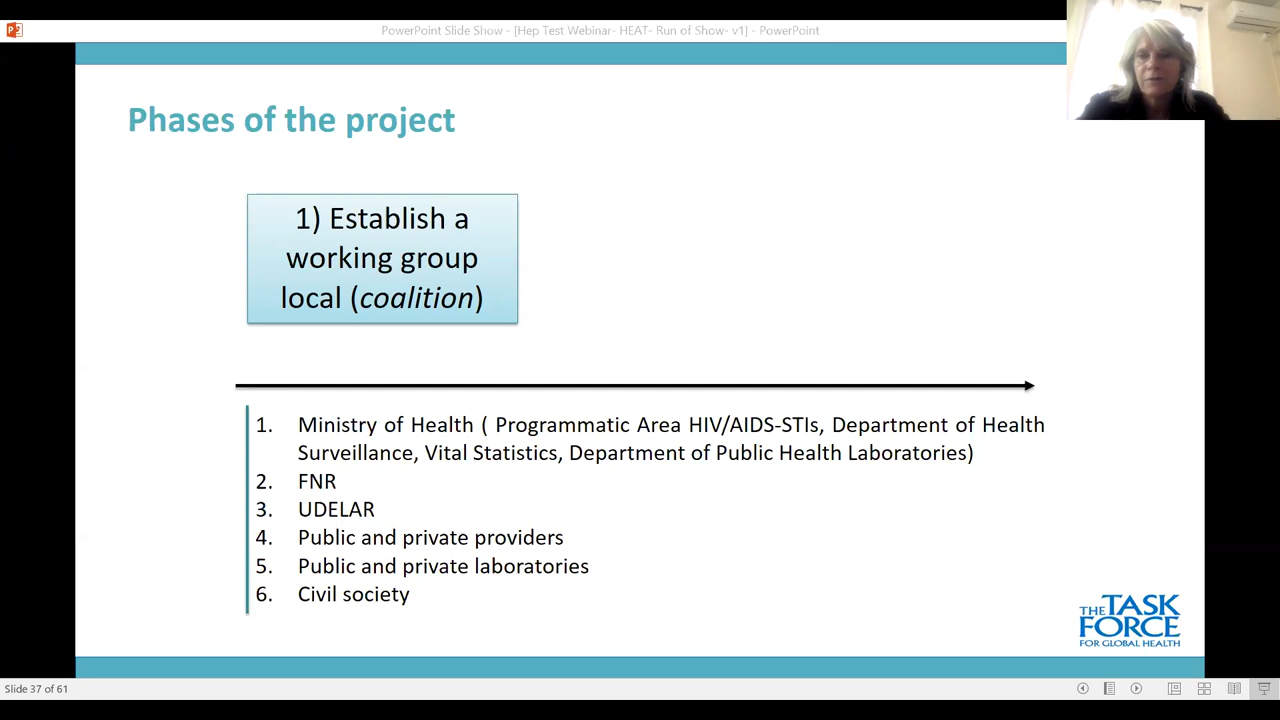 PowerPoint Slide Show - [Hep Test Webinar- HEAT- Run of Show- v1] - PowerPoint
Phases of the project
1) Establish a
working group
local (coalition)
1. Ministry of Health ( Programmatic Area HIV/AIDS-STIs, Department of Health
Surveillance, Vital Statistics, Department of Public Health Laboratories)
2. FNR
3. UDELAR
4. Public and private providers
5. Public and private laboratories
6. Civil society
THE TASK
FORCE
FOR GLOBAL HEALTH
Slide 37 of 61